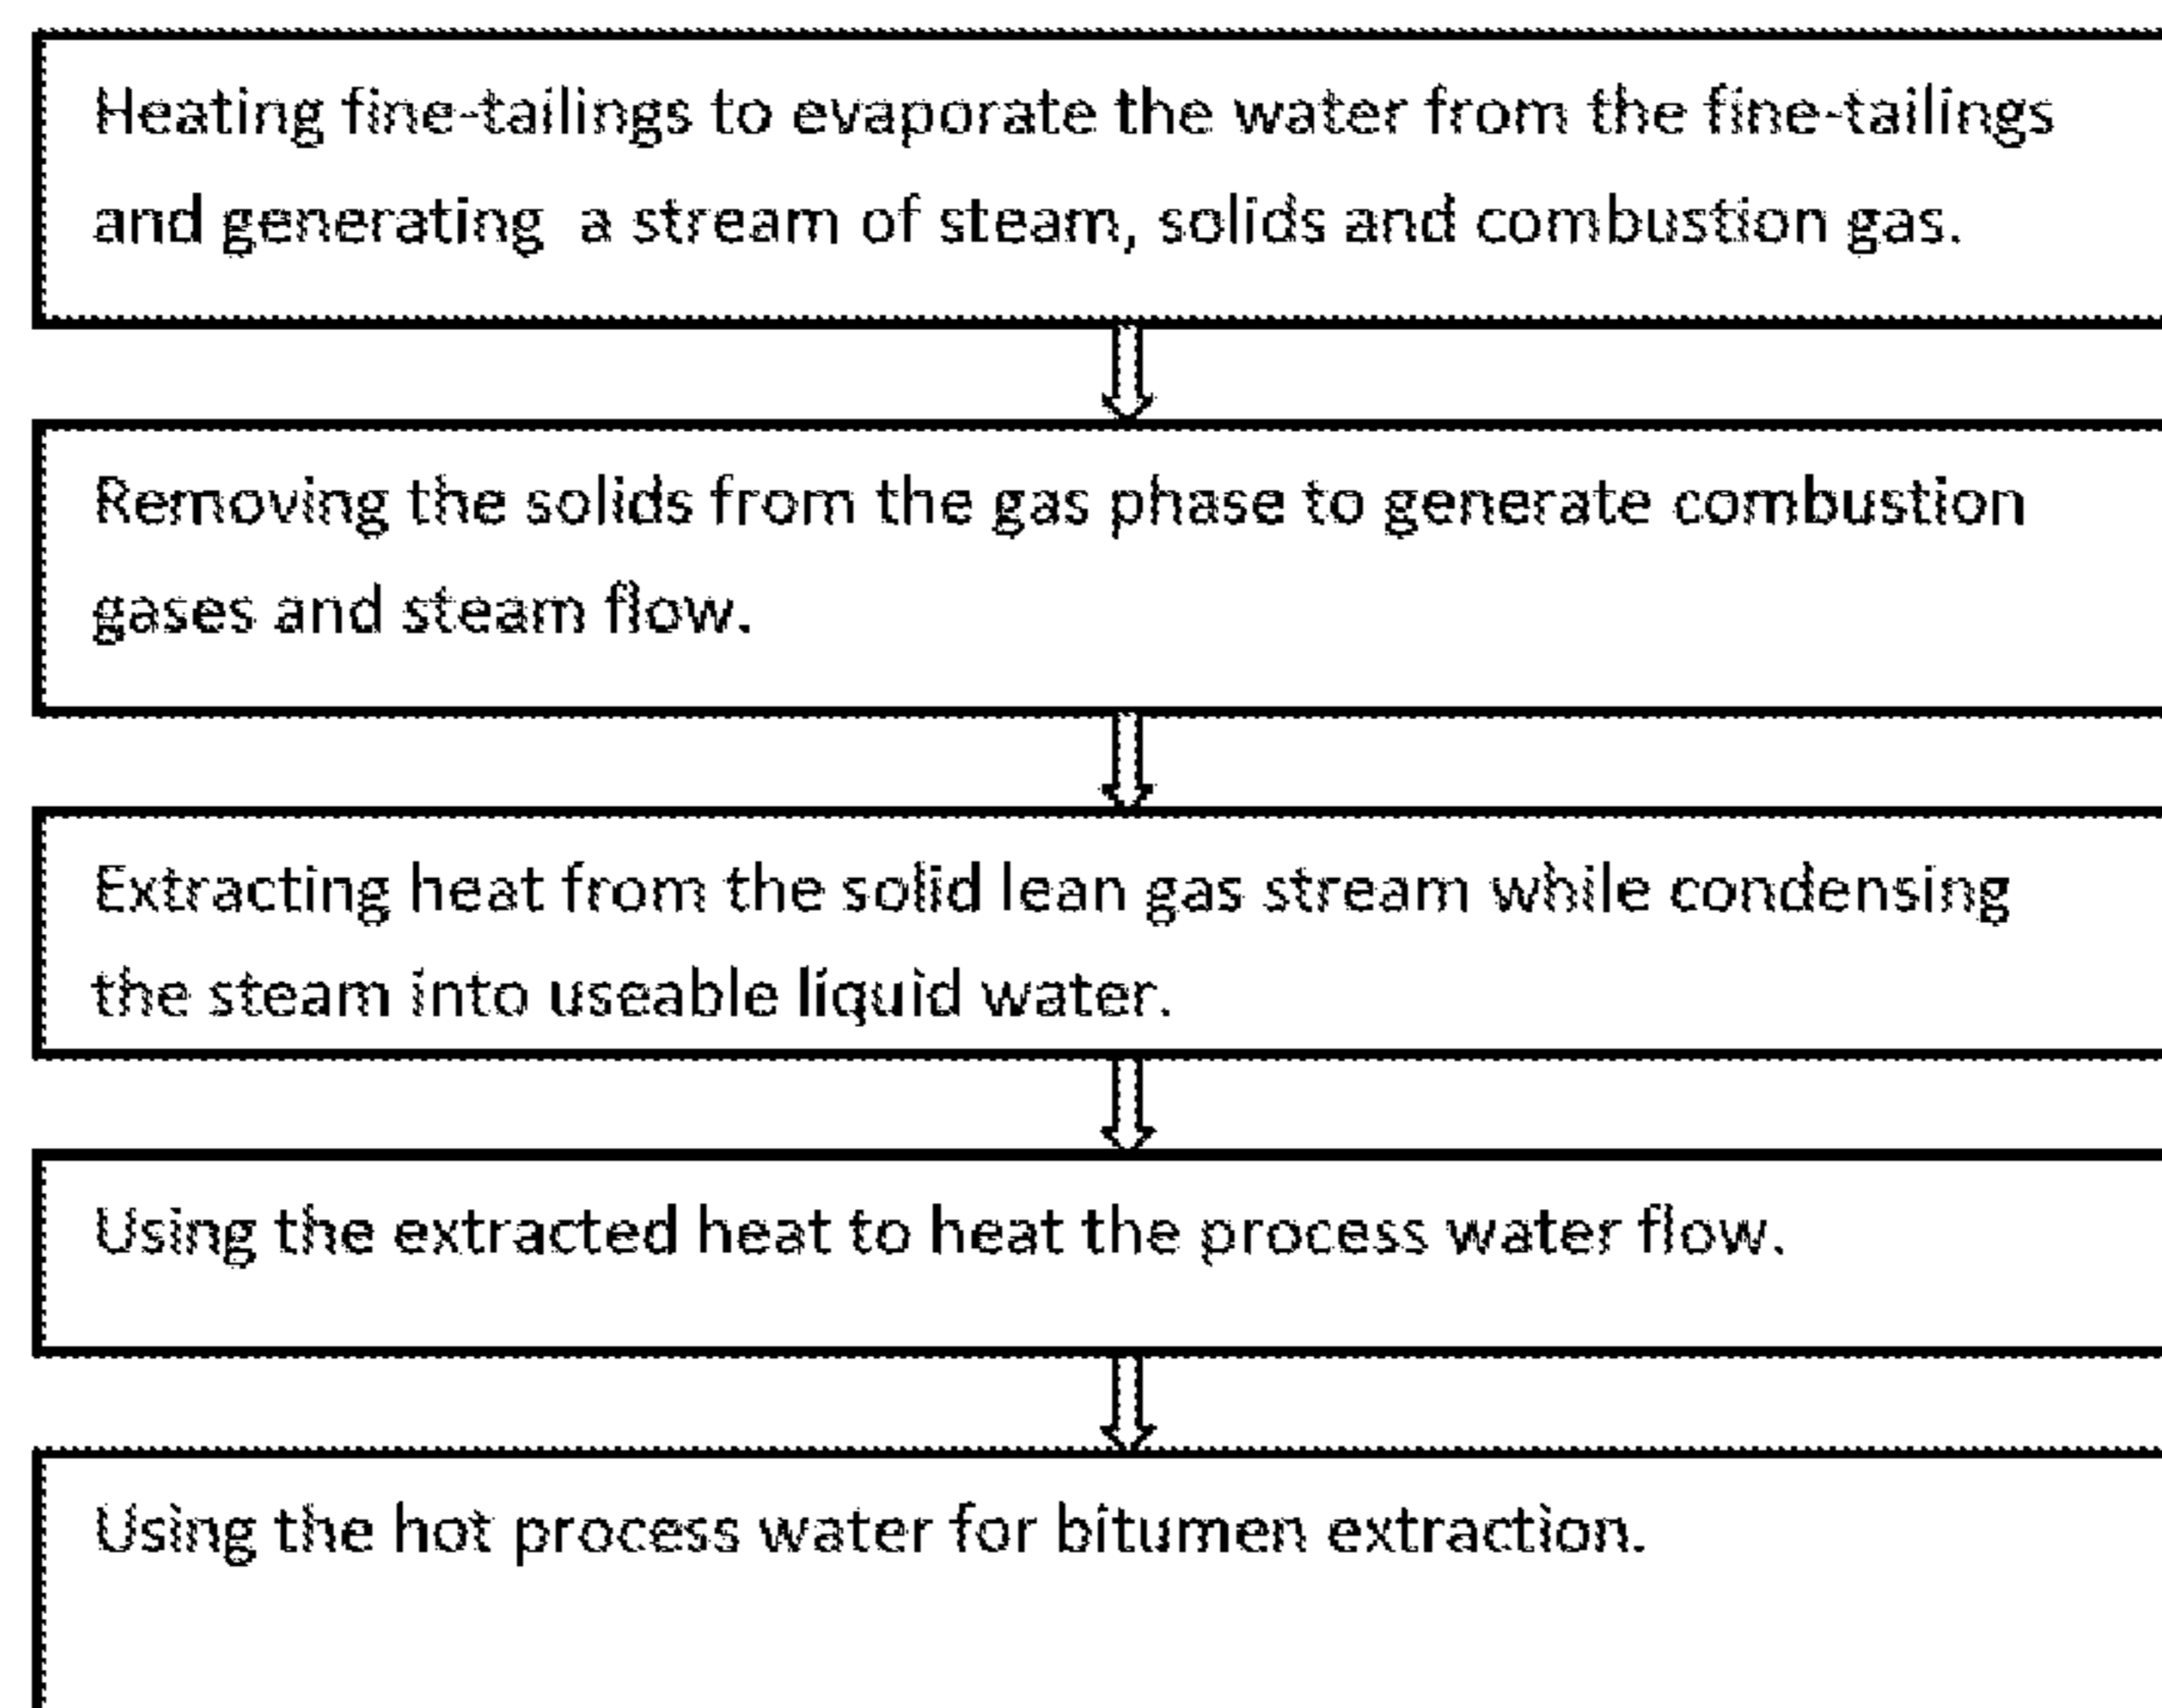 Heating fine-tailings to evaporate the water from the fine-tailings
and generating  a stream of steam, solids and combustion gas.
Removing the solids from the gas phase to generate combustion
gases and steam flow.
Extracting heat from the solid lean gas stream while condensing
the steam into useable liquid water.
Using the extracted heat to heat the process water flow.
Using the hot process water for bitumen extraction.